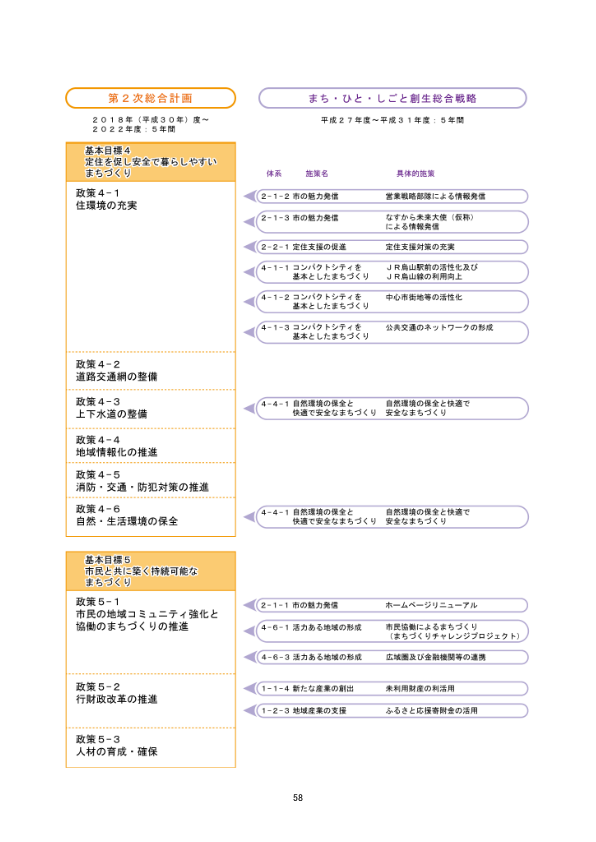 第２次総合計画
まち・ひと・しごと創生総合戦略
２０１８年（平成３０年）度～
２０２２年度：５年間
平成２７年度～平成３１年度：５年間
基本目標４
定住を促し安全で暮らしやすい
まちづくり
体系 施策名 具体的施策
政策４－１
住環境の充実
２－１－２ 市の魅力発信 営業戦略部隊による情報発信
２－１－３ 市の魅力発信 なすから未来大使（仮称）
による情報発信
２－２－１ 定住支援の促進 定住支援対策の充実
４－１－１ コンパクトシティを ＪＲ烏山駅前の活性化及び
基本としたまちづくり ＪＲ烏山線の利用向上
４－１－２ コンパクトシティを 中心市街地等の活性化
基本としたまちづくり
４－１－３ コンパクトシティを 公共交通のネットワークの形成
基本としたまちづくり
政策４－２
道路交通網の整備
政策４－３
上下水道の整備
４－４－１ 自然環境の保全と 自然環境の保全と快適で
快適で安全なまちづくり 安全なまちづくり
政策４－４
地域情報化の推進
政策４－５
消防・交通・防犯対策の推進
政策４－６
自然・生活環境の保全
４－４－１ 自然環境の保全と 自然環境の保全と快適で
快適で安全なまちづくり 安全なまちづくり
基本目標５
市民と共に築く持続可能な
まちづくり
政策５－１
市民の地域コミュニティ強化と
協働のまちづくりの推進
２－１－１ 市の魅力発信 ホームページリニューアル
４－６－１ 活力ある地域の形成 市民協働によるまちづくり
（まちづくりチャレンジプロジェクト）
４－６－３ 活力ある地域の形成 広域圏及び金融機関等の連携
政策５－２
行財政改革の推進
１－１－４ 新たな産業の創出 未利用財産の利活用
１－２－３ 地域産業の支援 ふるさと応援寄附金の活用
政策５－３
人材の育成・確保
58